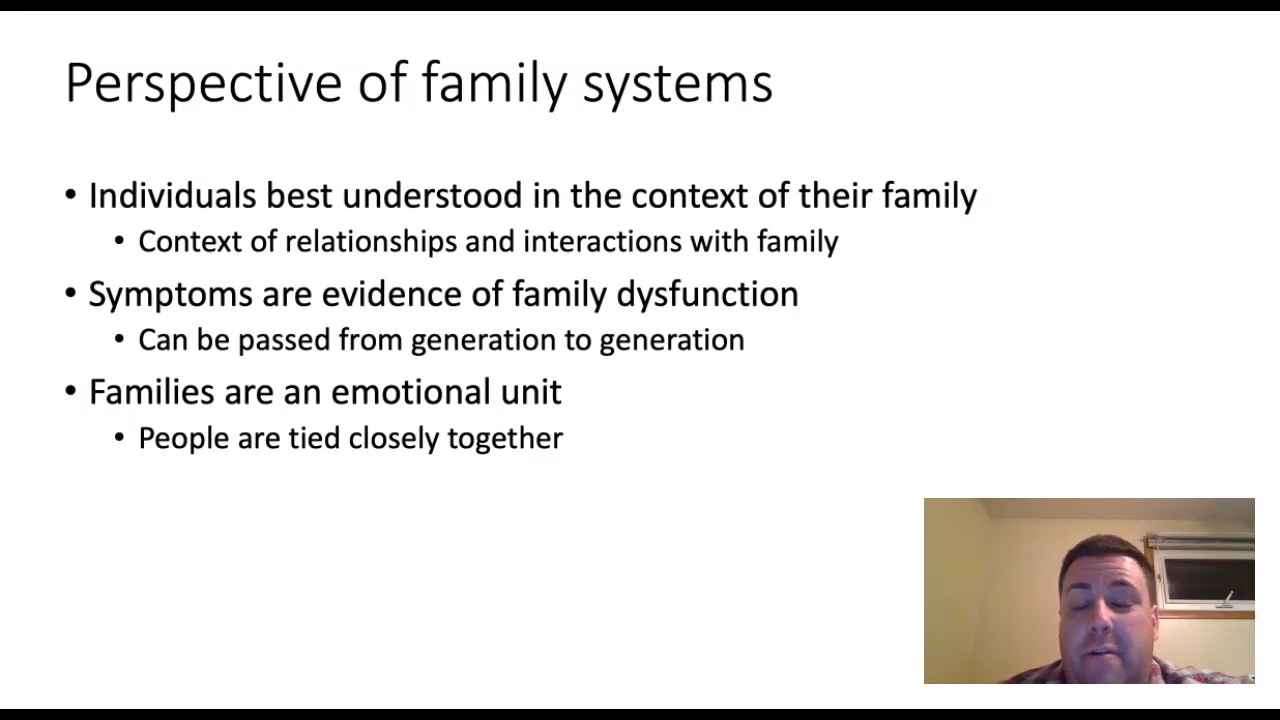 Perspective of family systems
• Individuals best understood in the context of their family
• Context of relationships and interactions with family
• Symptoms are evidence of family dysfunction
• Can be passed from generation to generation
• Families are an emotional unit
• People are tied closely together